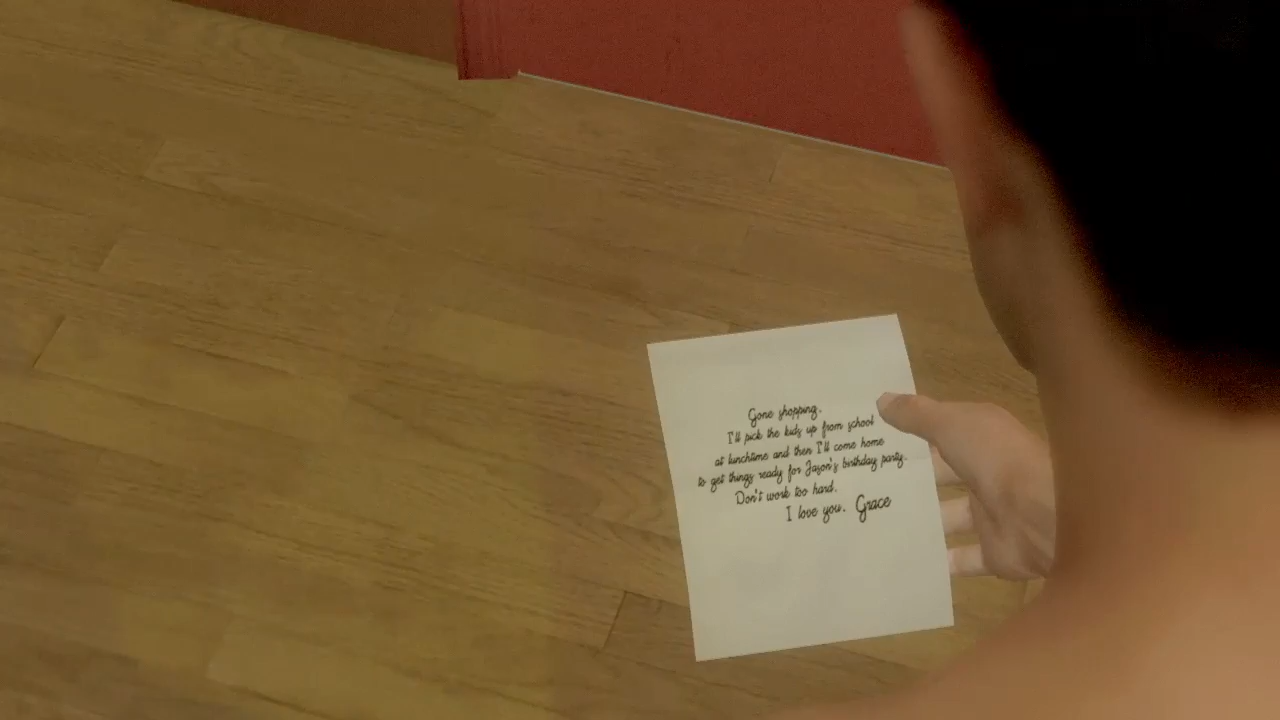 Gone shopping.
I'll pick the kids up from school
at lunchtime and then I'll come home
to get things ready for Jason's birthday party.
Don't work too hard.
I love you. Grace